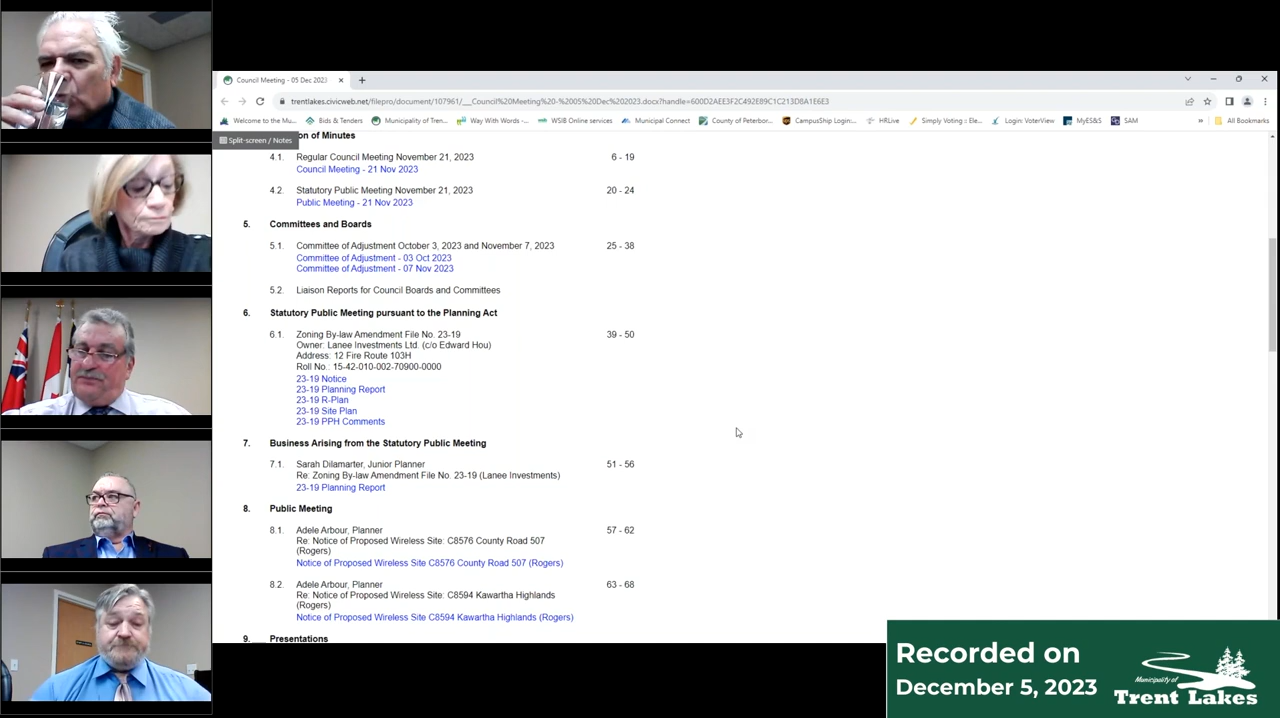 Council Meeting - 05 Dec 2023
trentlakes.civicweb.net/filepro/document/107961/__Council%20Meeting%20-%2005%20Dec%202023.docx?handle=600D2AEE3F2C492E89C1C213D8A1E6E3
Welcome to the Mu...
Bids & Tenders
Municipality of Tren...
Way With Words -...
WSIB Online services
Municipal Connect
County of Peterbor...
CampusShip Login:...
HRLive
Simply Voting : Ele...
Login VoterView
MyES&S
SAM
»
All Bookmarks
Split-screen / Notes
on of Minutes
4.1. Regular Council Meeting November 21, 2023 6 - 19
Council Meeting - 21 Nov 2023
4.2. Statutory Public Meeting November 21, 2023 20 - 24
Public Meeting - 21 Nov 2023
5. Committees and Boards
5.1. Committee of Adjustment October 3, 2023 and November 7, 2023 25 - 38
Committee of Adjustment - 03 Oct 2023
Committee of Adjustment - 07 Nov 2023
5.2. Liaison Reports for Council Boards and Committees
6. Statutory Public Meeting pursuant to the Planning Act
6.1. Zoning By-law Amendment File No. 23-19 39 - 50
Owner: Lanee Investments Ltd. (c/o Edward Hou)
Address: 12 Fire Route 103H
Roll No.: 15-42-010-002-70900-0000
23-19 Notice
23-19 Planning Report
23-19 R-Plan
23-19 Site Plan
23-19 PPH Comments
7. Business Arising from the Statutory Public Meeting
7.1. Sarah Dilamarter, Junior Planner 51 - 56
Re: Zoning By-law Amendment File No. 23-19 (Lanee Investments)
23-19 Planning Report
8. Public Meeting
8.1. Adele Arbour, Planner 57 - 62
Re: Notice of Proposed Wireless Site: C8576 County Road 507
(Rogers)
Notice of Proposed Wireless Site C8576 County Road 507 (Rogers)
8.2. Adele Arbour, Planner 63 - 68
Re: Notice of Proposed Wireless Site: C8594 Kawartha Highlands
(Rogers)
Notice of Proposed Wireless Site C8594 Kawartha Highlands (Rogers)
9. Presentations
Recorded on
December 5, 2023
Municipality of
Trent Lakes